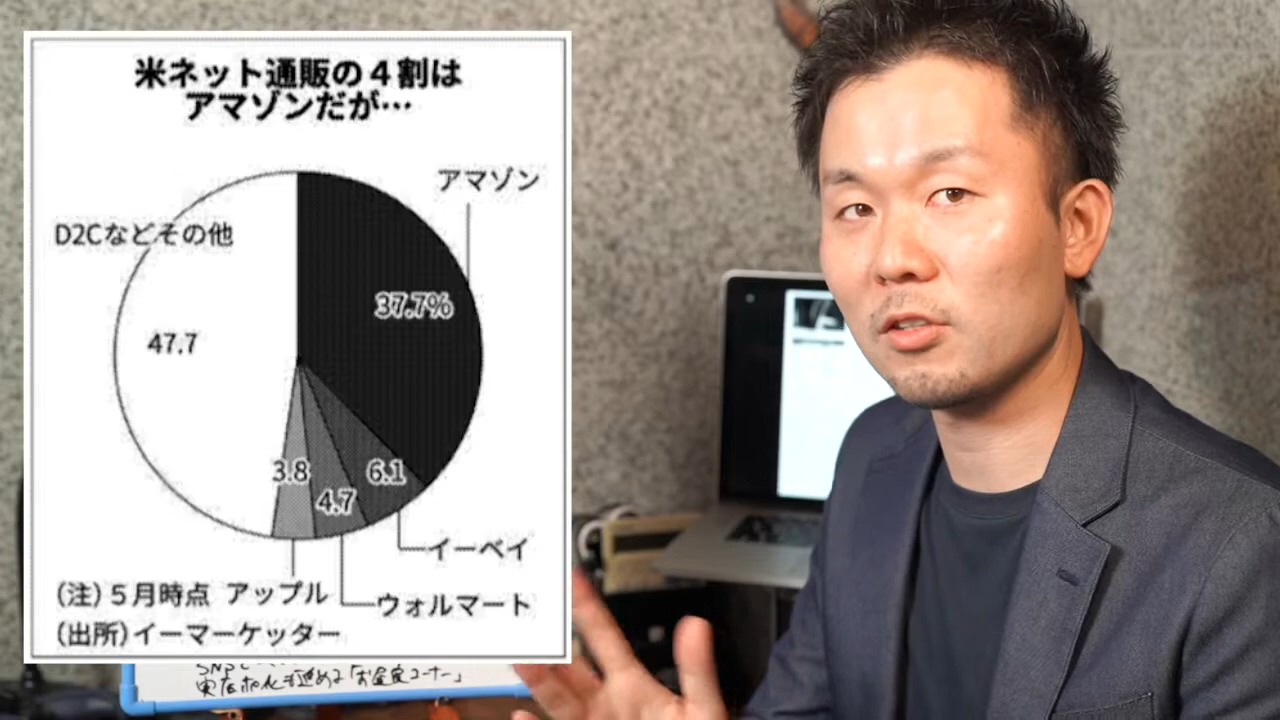 米ネット通販の４割は
アマゾンだが…
アマゾン
37.7%
D2Cなどその他
47.7
3.8
4.7
6.1
イーベイ
ウォルマート
(注)５月時点 アップル
(出所)イーマーケッター